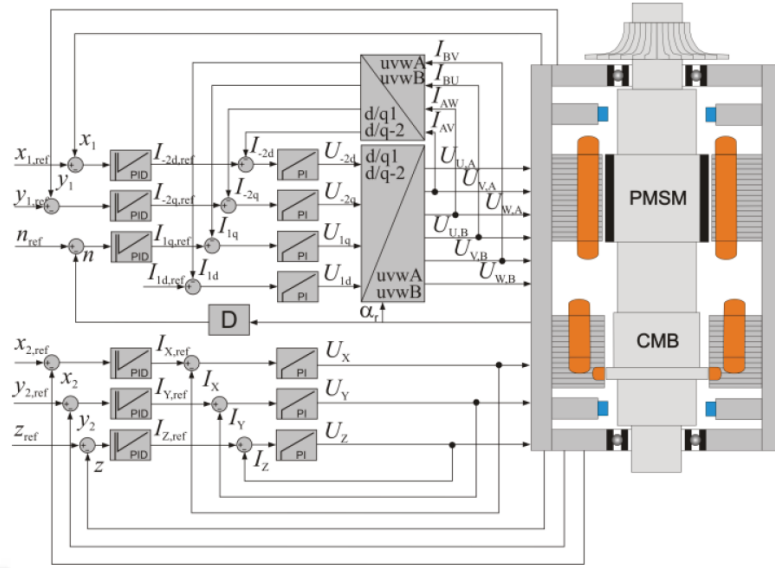 I_BV
uvwA
I_BU
uvwB
I_AW
d/q1
I_AV
d/q-2
x_1,ref
x_1
I_-2d,ref
I_-2d
U_-2d
d/q1
U_U,A
PID
PI
d/q-2
y_1
U_V,A
y_1,re
I_-2q,ref
I_-2q
U_-2q
U_W,A
PMSM
PID
PI
n_ref
n
I_1q,ref
I_1q
U_1q
U_U,B
PID
PI
U_V,B
I_1d,ref
I_1d
U_1d
uvwA
U_W,B
PI
uvwB
D
α_r
x_2,ref
x_2
I_X,ref
I_X
U_X
CMB
PID
PI
y_2,ref
y_2
I_Y,ref
I_Y
U_Y
PID
PI
z_ref
z
I_Z,ref
I_Z
U_Z
PID
PI